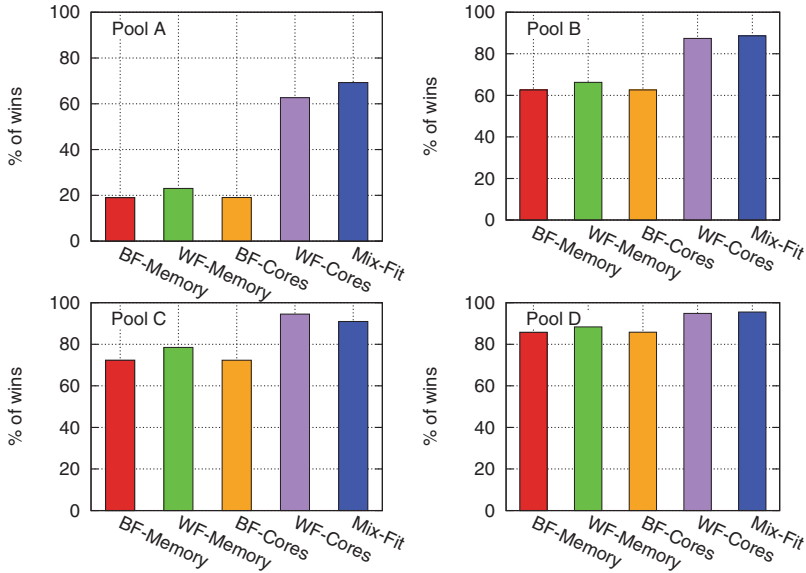 Pool A
% of wins
100
80
60
40
20
0
BF-Memory
WF-Memory
BF-Cores
WF-Cores
Mix-Fit
Pool B
% of wins
100
80
60
40
20
0
BF-Memory
WF-Memory
BF-Cores
WF-Cores
Mix-Fit
Pool C
% of wins
100
80
60
40
20
0
BF-Memory
WF-Memory
BF-Cores
WF-Cores
Mix-Fit
Pool D
% of wins
100
80
60
40
20
0
BF-Memory
WF-Memory
BF-Cores
WF-Cores
Mix-Fit